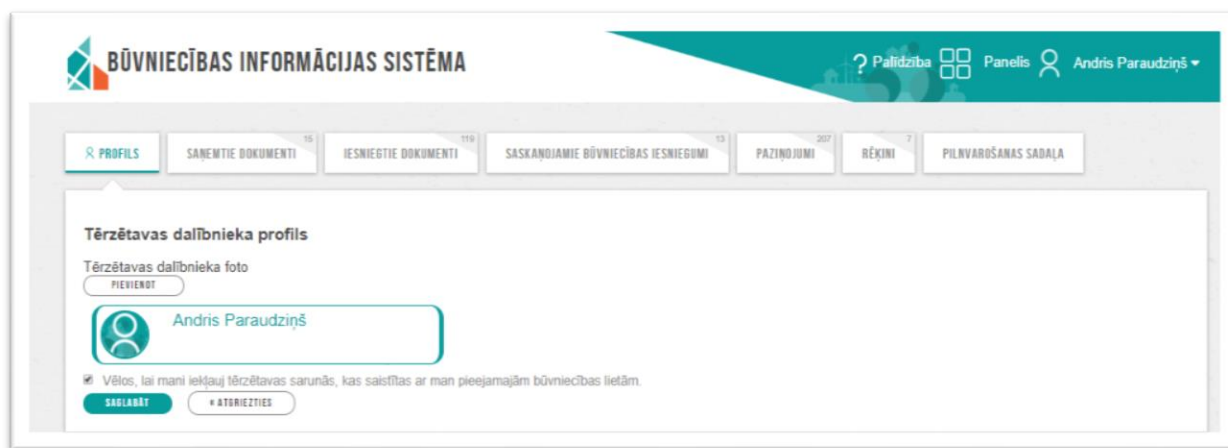 BŪVNIECĪBAS INFORMĀCIJAS SISTĒMA
? Palīdzība Panelis Andris Paraudziņš
PROFILS SAŅEMTIE DOKUMENTI 15 IESNIEGTIE DOKUMENTI 119 SASKAŅOJAMIE BŪVNIECĪBAS IESNIEGUMI 13 PAZIŅOJUMI 207 RĒĶINI 7 PILNVAROŠANAS SADAĻA
Tērzētavas dalībnieka profils
Tērzētavas dalībnieka foto
PIEVIENOT
Andris Paraudziņš
Vēlos, lai mani iekļauj tērzētavas sarunās, kas saistītas ar man pieejamajām būvniecības lietām.
SAGLABĀT « ATGRIEZTIES